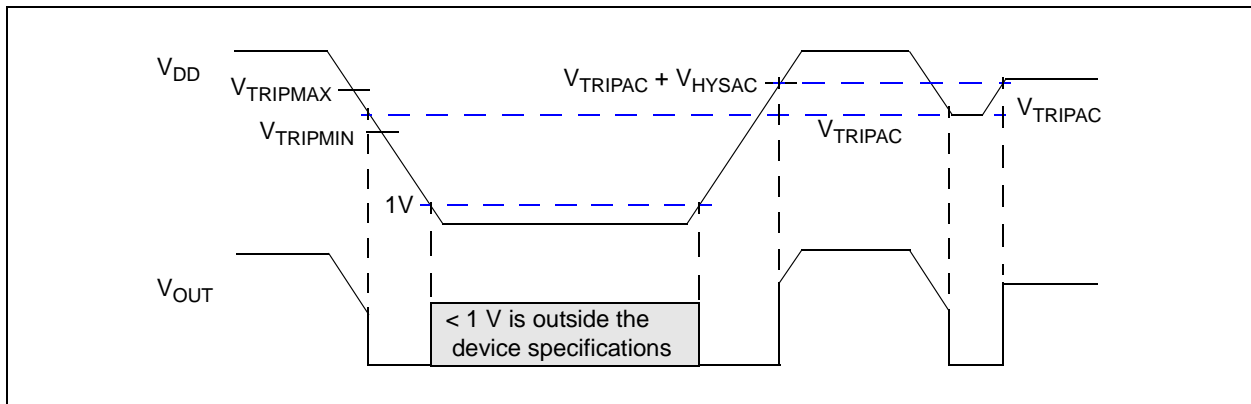 VDD
VTRIPMAX
VTRIPMIN
1V
VTRIPAC + VHYSAC
VTRIPAC
VTRIPAC
VOUT
< 1 V is outside the
device specifications